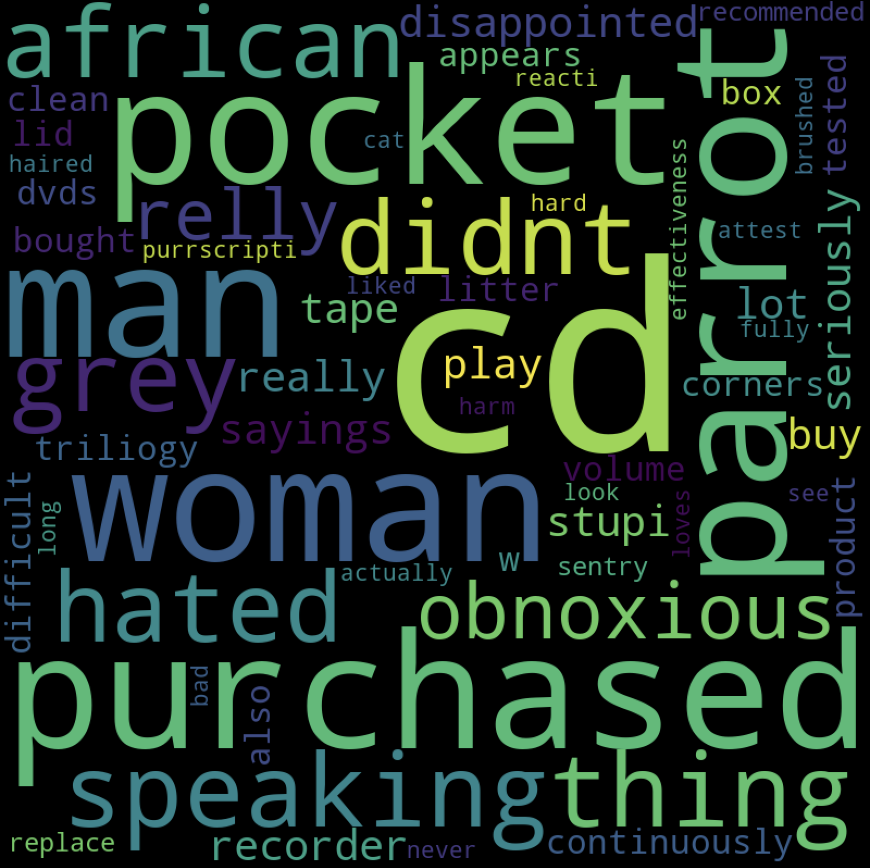 african
disappointed
recommended
appears
reacti
box
clean
pocket
parrot
tested
brushed
lid
cat
haired
dvds
relly
didnt
hard
effectiveness
seriously
bought
purrscripti
attest
man
liked
litter
lot
tape
fully
cd
grey
really
play
corners
harm
sayings
buy
triliogy
volume
woman
look
see
difficult
long
stupi
loves
product
w
sentry
actually
hated
obnoxious
purchased
bad
also
speaking
thing
replace
recorder
never
continuously